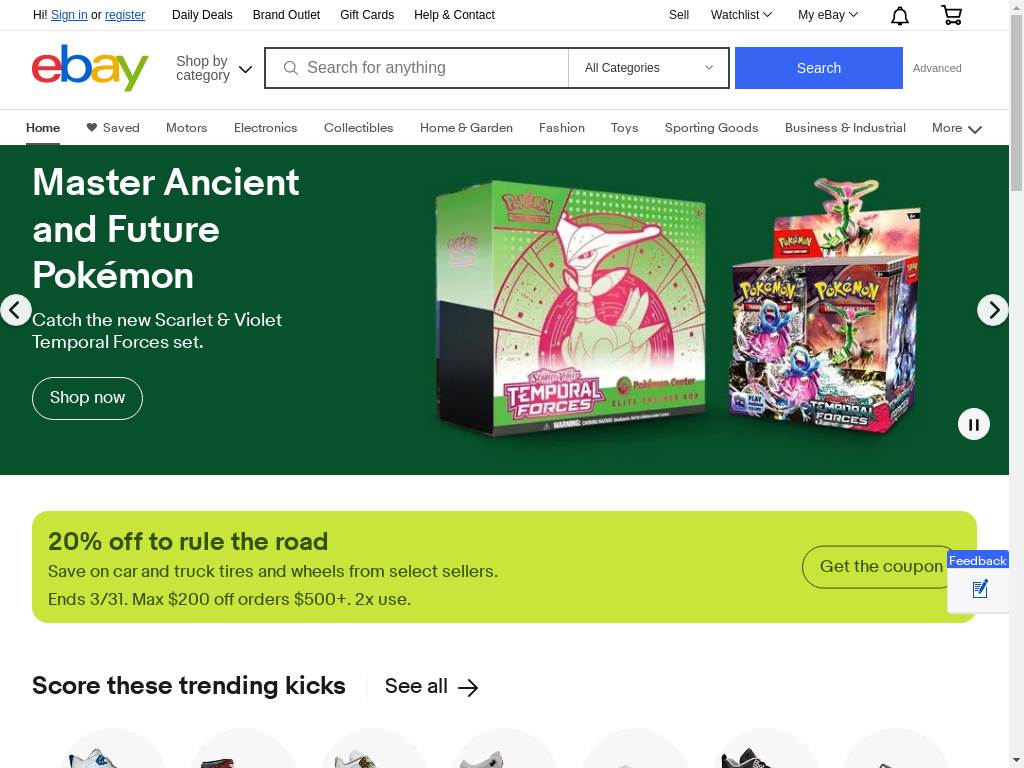 Hi! Sign in or register
Daily Deals
Brand Outlet
Gift Cards
Help & Contact
Sell
Watchlist
My eBay
ebay
Shop by
category
Search for anything
All Categories
Search
Advanced
Home
Saved
Motors
Electronics
Collectibles
Home & Garden
Fashion
Toys
Sporting Goods
Business & Industrial
More
Master Ancient
and Future
Pokémon
Catch the new Scarlet & Violet
Temporal Forces set.
Shop now
POKÉMON
SCARLET & VIOLET
TEMPORAL
FORCES
Pokémon Center
ELITE TRAINER BOX
WARNING:
POKÉMON
POKÉMON
POKÉMON
PLAY
TEMPORAL
FORCES
20% off to rule the road
Save on car and truck tires and wheels from select sellers.
Ends 3/31. Max $200 off orders $500+. 2x use.
Get the coupon
Feedback
Score these trending kicks
See all